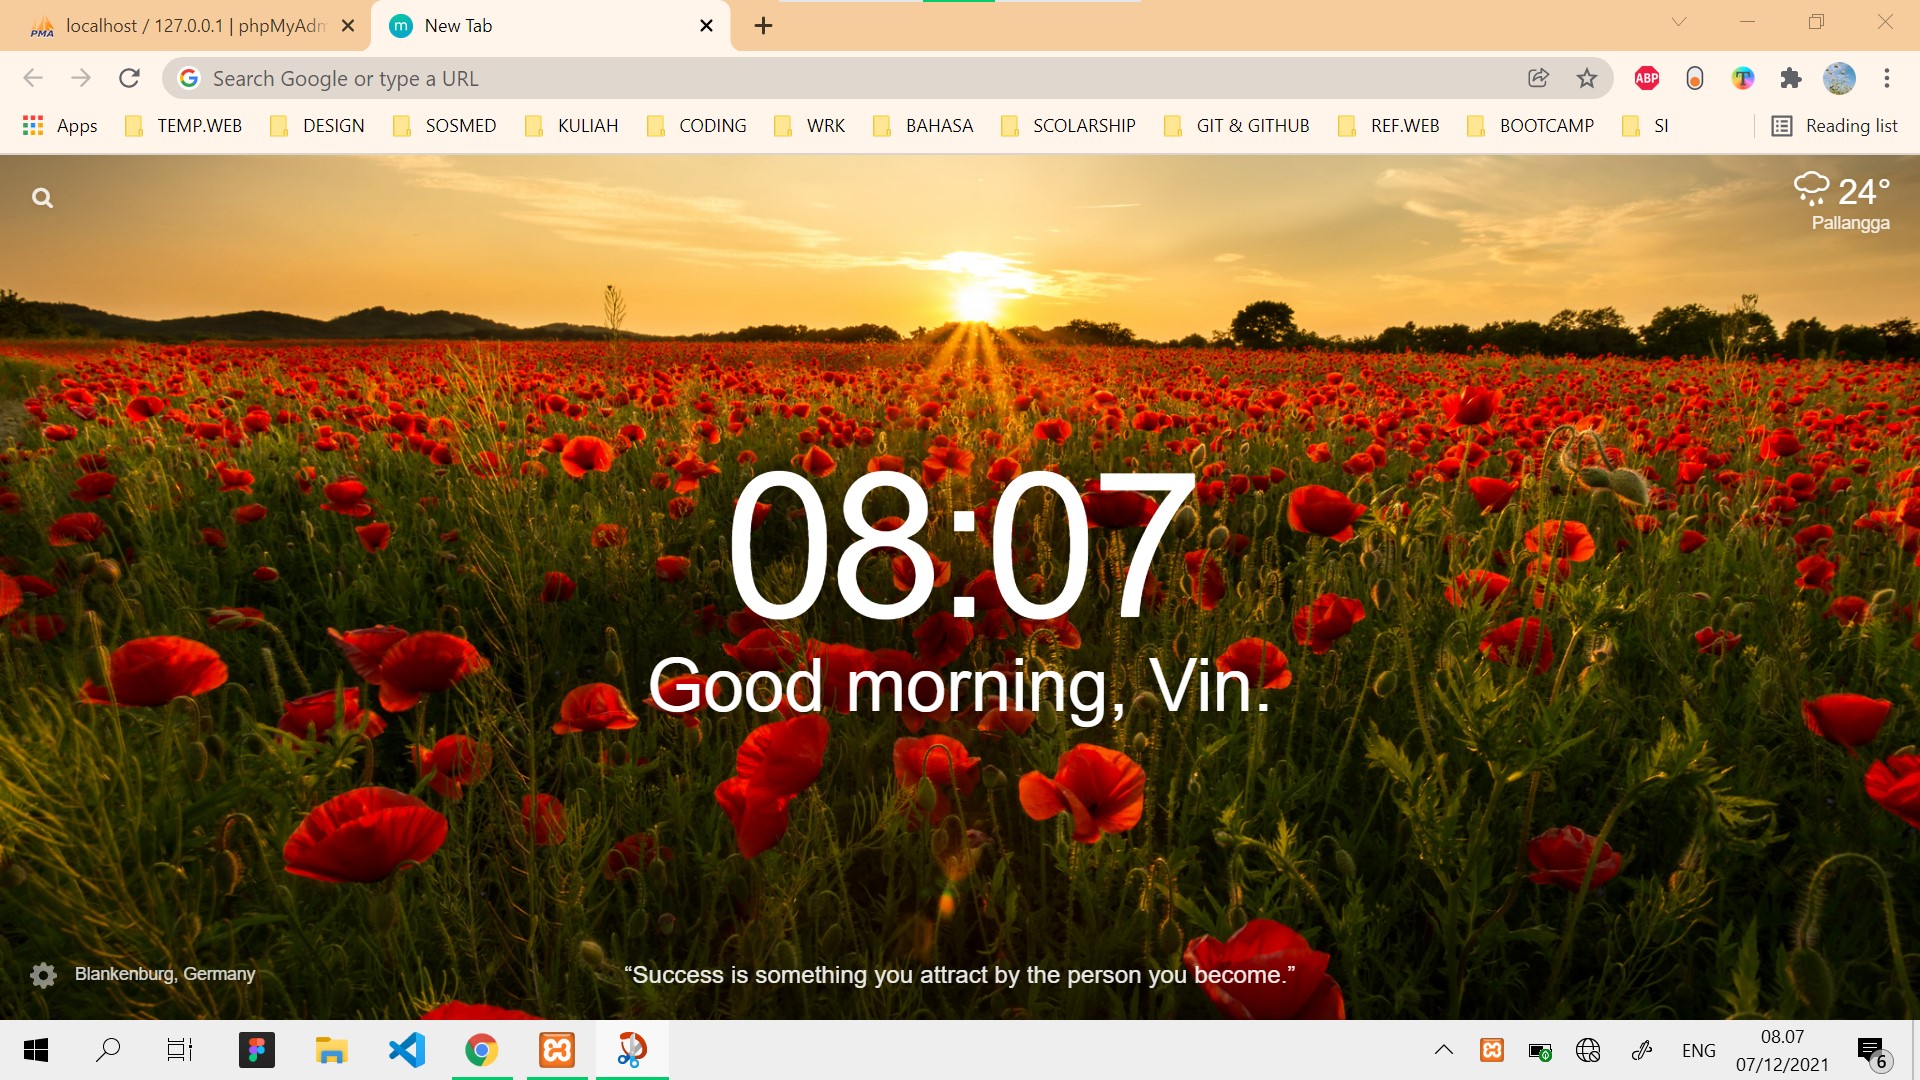 localhost / 127.0.0.1 | phpMyAdm
New Tab
Search Google or type a URL
ABP
Apps
TEMP.WEB
DESIGN
SOSMED
KULIAH
CODING
WRK
BAHASA
SCOLARSHIP
GIT & GITHUB
REF.WEB
BOOTCAMP
SI
Reading list
24°
Pallangga
08:07
Good morning, Vin.
Blankenburg, Germany
“Success is something you attract by the person you become.”
ENG
08.07
07/12/2021
6